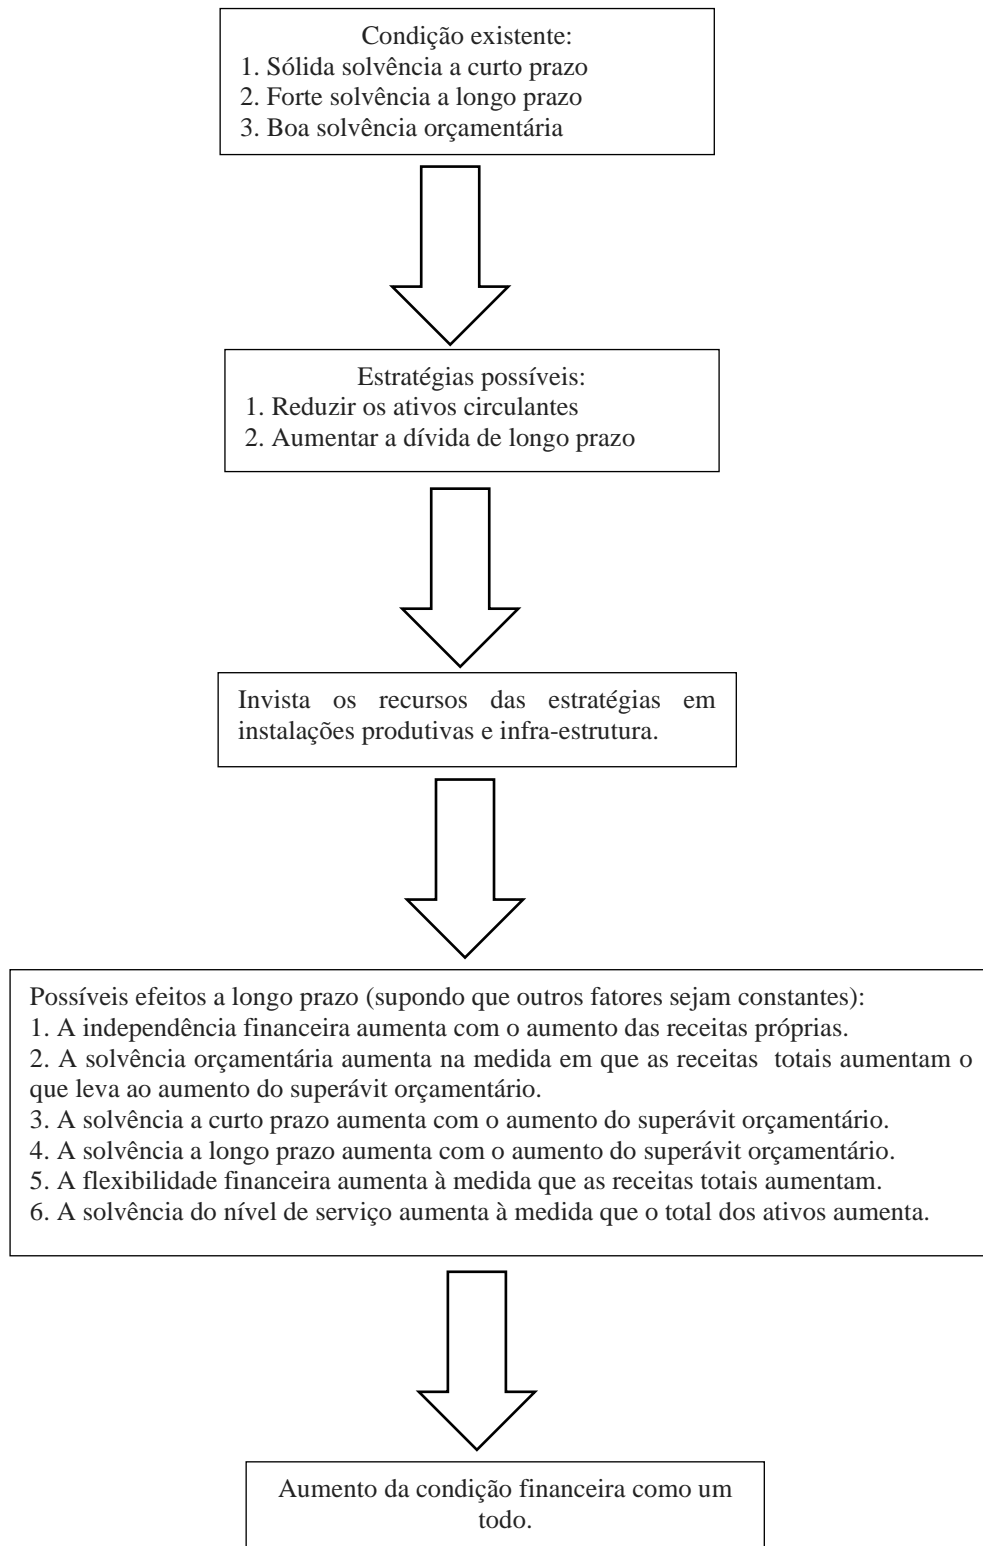 Condição existente:
1. Sólida solvência a curto prazo
2. Forte solvência a longo prazo
3. Boa solvência orçamentária
Estratégias possíveis:
1. Reduzir os ativos circulantes
2. Aumentar a dívida de longo prazo
Invista os recursos das estratégias em
instalações produtivas e infra-estrutura.
Possíveis efeitos a longo prazo (supondo que outros fatores sejam constantes):
1. A independência financeira aumenta com o aumento das receitas próprias.
2. A solvência orçamentária aumenta na medida em que as receitas totais aumentam o
que leva ao aumento do superávit orçamentário.
3. A solvência a curto prazo aumenta com o aumento do superávit orçamentário.
4. A solvência a longo prazo aumenta com o aumento do superávit orçamentário.
5. A flexibilidade financeira aumenta à medida que as receitas totais aumentam.
6. A solvência do nível de serviço aumenta à medida que o total dos ativos aumenta.
Aumento da condição financeira como um
todo.